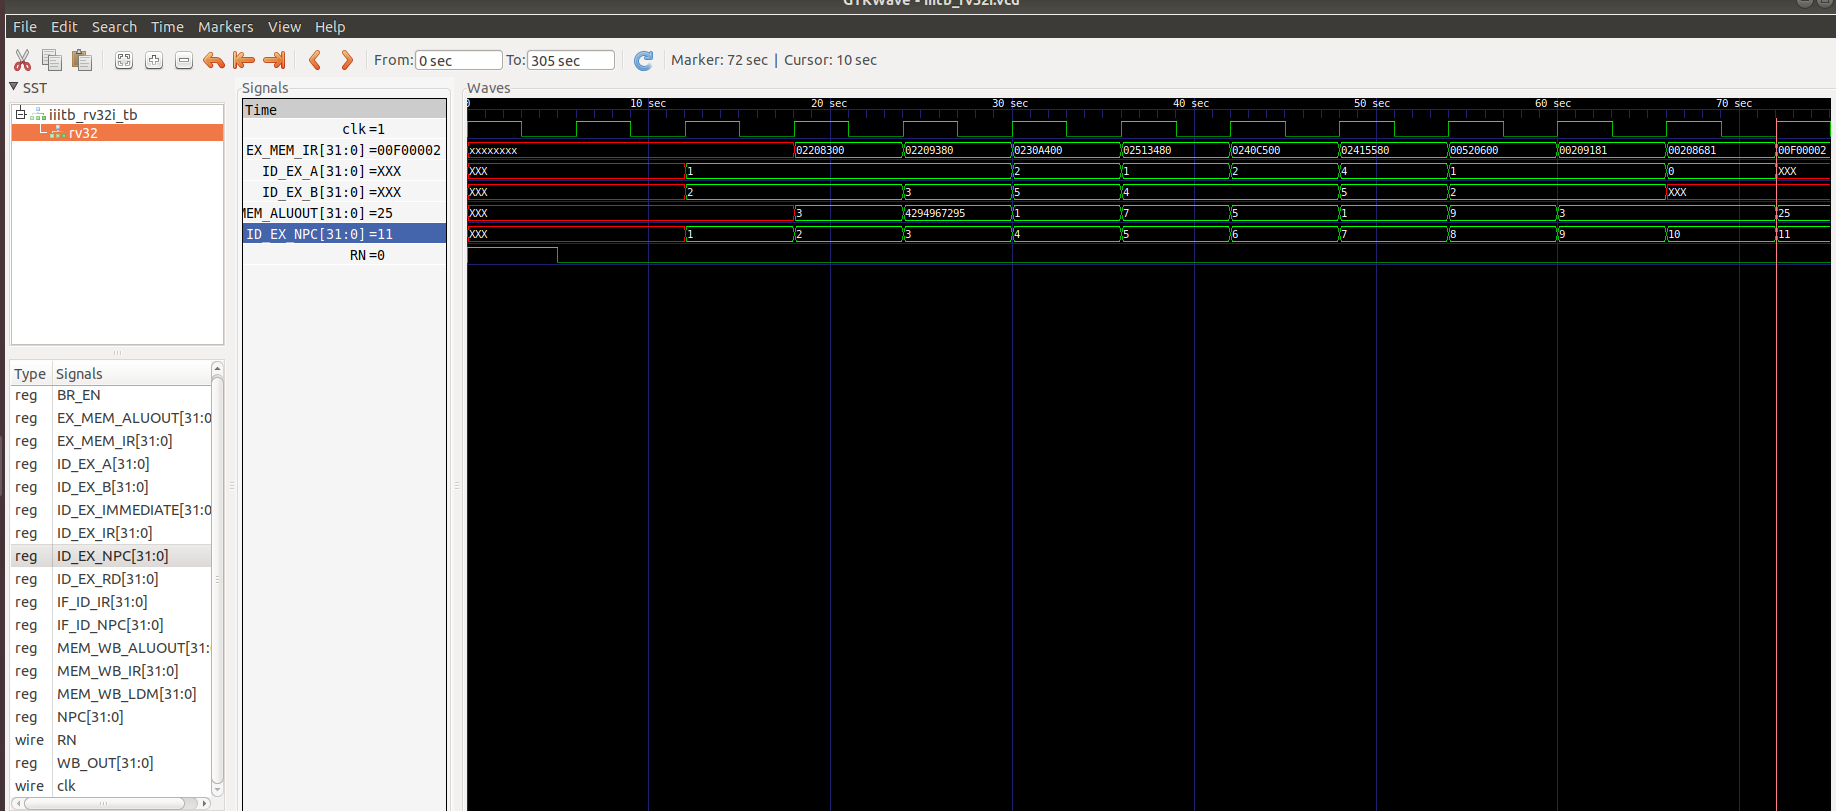 GTKWave - iiitb_rv32i.vcd
File Edit Search Time Markers View Help
From: 0 sec To: 305 sec Marker: 72 sec | Cursor: 10 sec
SST
iiitb_rv32i_tb
rv32
Type Signals
reg BR_EN
reg EX_MEM_ALUOUT[31:0
reg EX_MEM_IR[31:0]
reg ID_EX_A[31:0]
reg ID_EX_B[31:0]
reg ID_EX_IMMEDIATE[31:0
reg ID_EX_IR[31:0]
reg ID_EX_NPC[31:0]
reg ID_EX_RD[31:0]
reg IF_ID_IR[31:0]
reg IF_ID_NPC[31:0]
reg MEM_WB_ALUOUT[31:
reg MEM_WB_IR[31:0]
reg MEM_WB_LDM[31:0]
reg NPC[31:0]
wire RN
reg WB_OUT[31:0]
wire clk
Signals
Time
clk=1
EX_MEM_IR[31:0]=00F00002
ID_EX_A[31:0]=XXX
ID_EX_B[31:0]=XXX
MEM_ALUOUT[31:0]=25
ID_EX_NPC[31:0]=11
RN=0
Waves
0 10 sec 20 sec 30 sec 40 sec 50 sec 60 sec 70 sec
xxxxxxxx 02208300 02209380 0230A400 02513480 0240C500 02415580 00520600 00209181 00208681 00F00002
XXX 1 2 1 2 4 1 0 XXX
XXX 2 3 5 4 5 2 XXX
XXX 3 4294967295 1 7 5 1 9 3 25
XXX 1 2 3 4 5 6 7 8 9 10 11